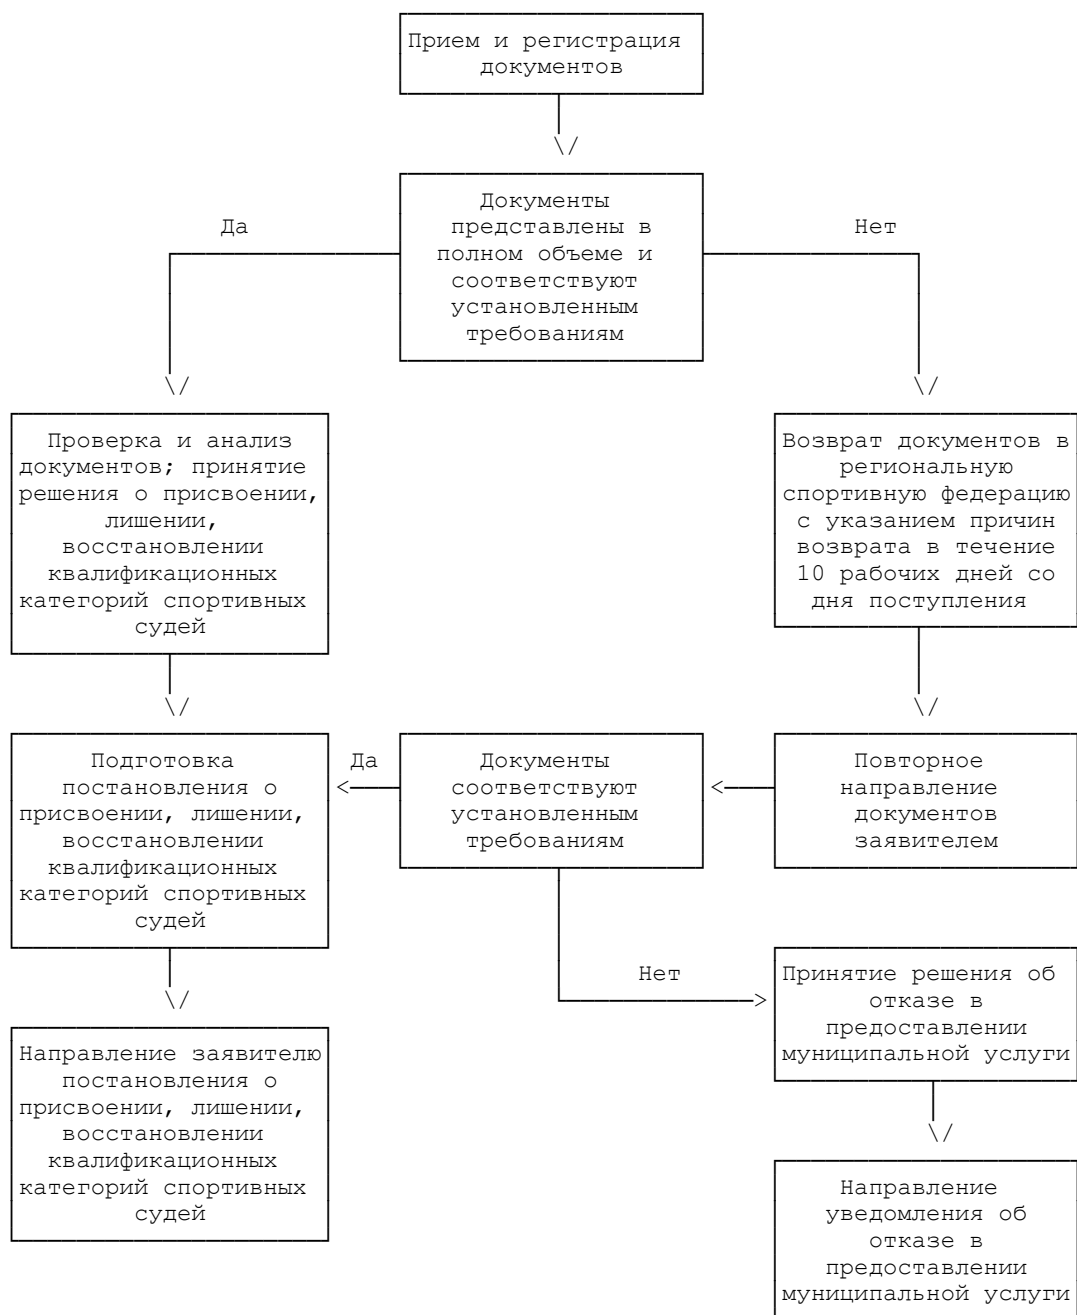 Прием и регистрация
документов
Документы
представлены в
полном объеме и
соответствуют
установленным
требованиям
Да
Нет
Проверка и анализ
документов; принятие
решения о присвоении,
лишении,
восстановлении
квалификационных
категорий спортивных
судей
Возврат документов в
региональную
спортивную федерацию
с указанием причин
возврата в течение
10 рабочих дней со
дня поступления
Подготовка
постановления о
присвоении, лишении,
восстановлении
квалификационных
категорий спортивных
судей
Да
Документы
соответствуют
установленным
требованиям
Повторное
направление
документов
заявителем
Нет
Принятие решения об
отказе в
предоставлении
муниципальной услуги
Направление заявителю
постановления о
присвоении, лишении,
восстановлении
квалификационных
категорий спортивных
судей
Направление
уведомления об
отказе в
предоставлении
муниципальной услуги